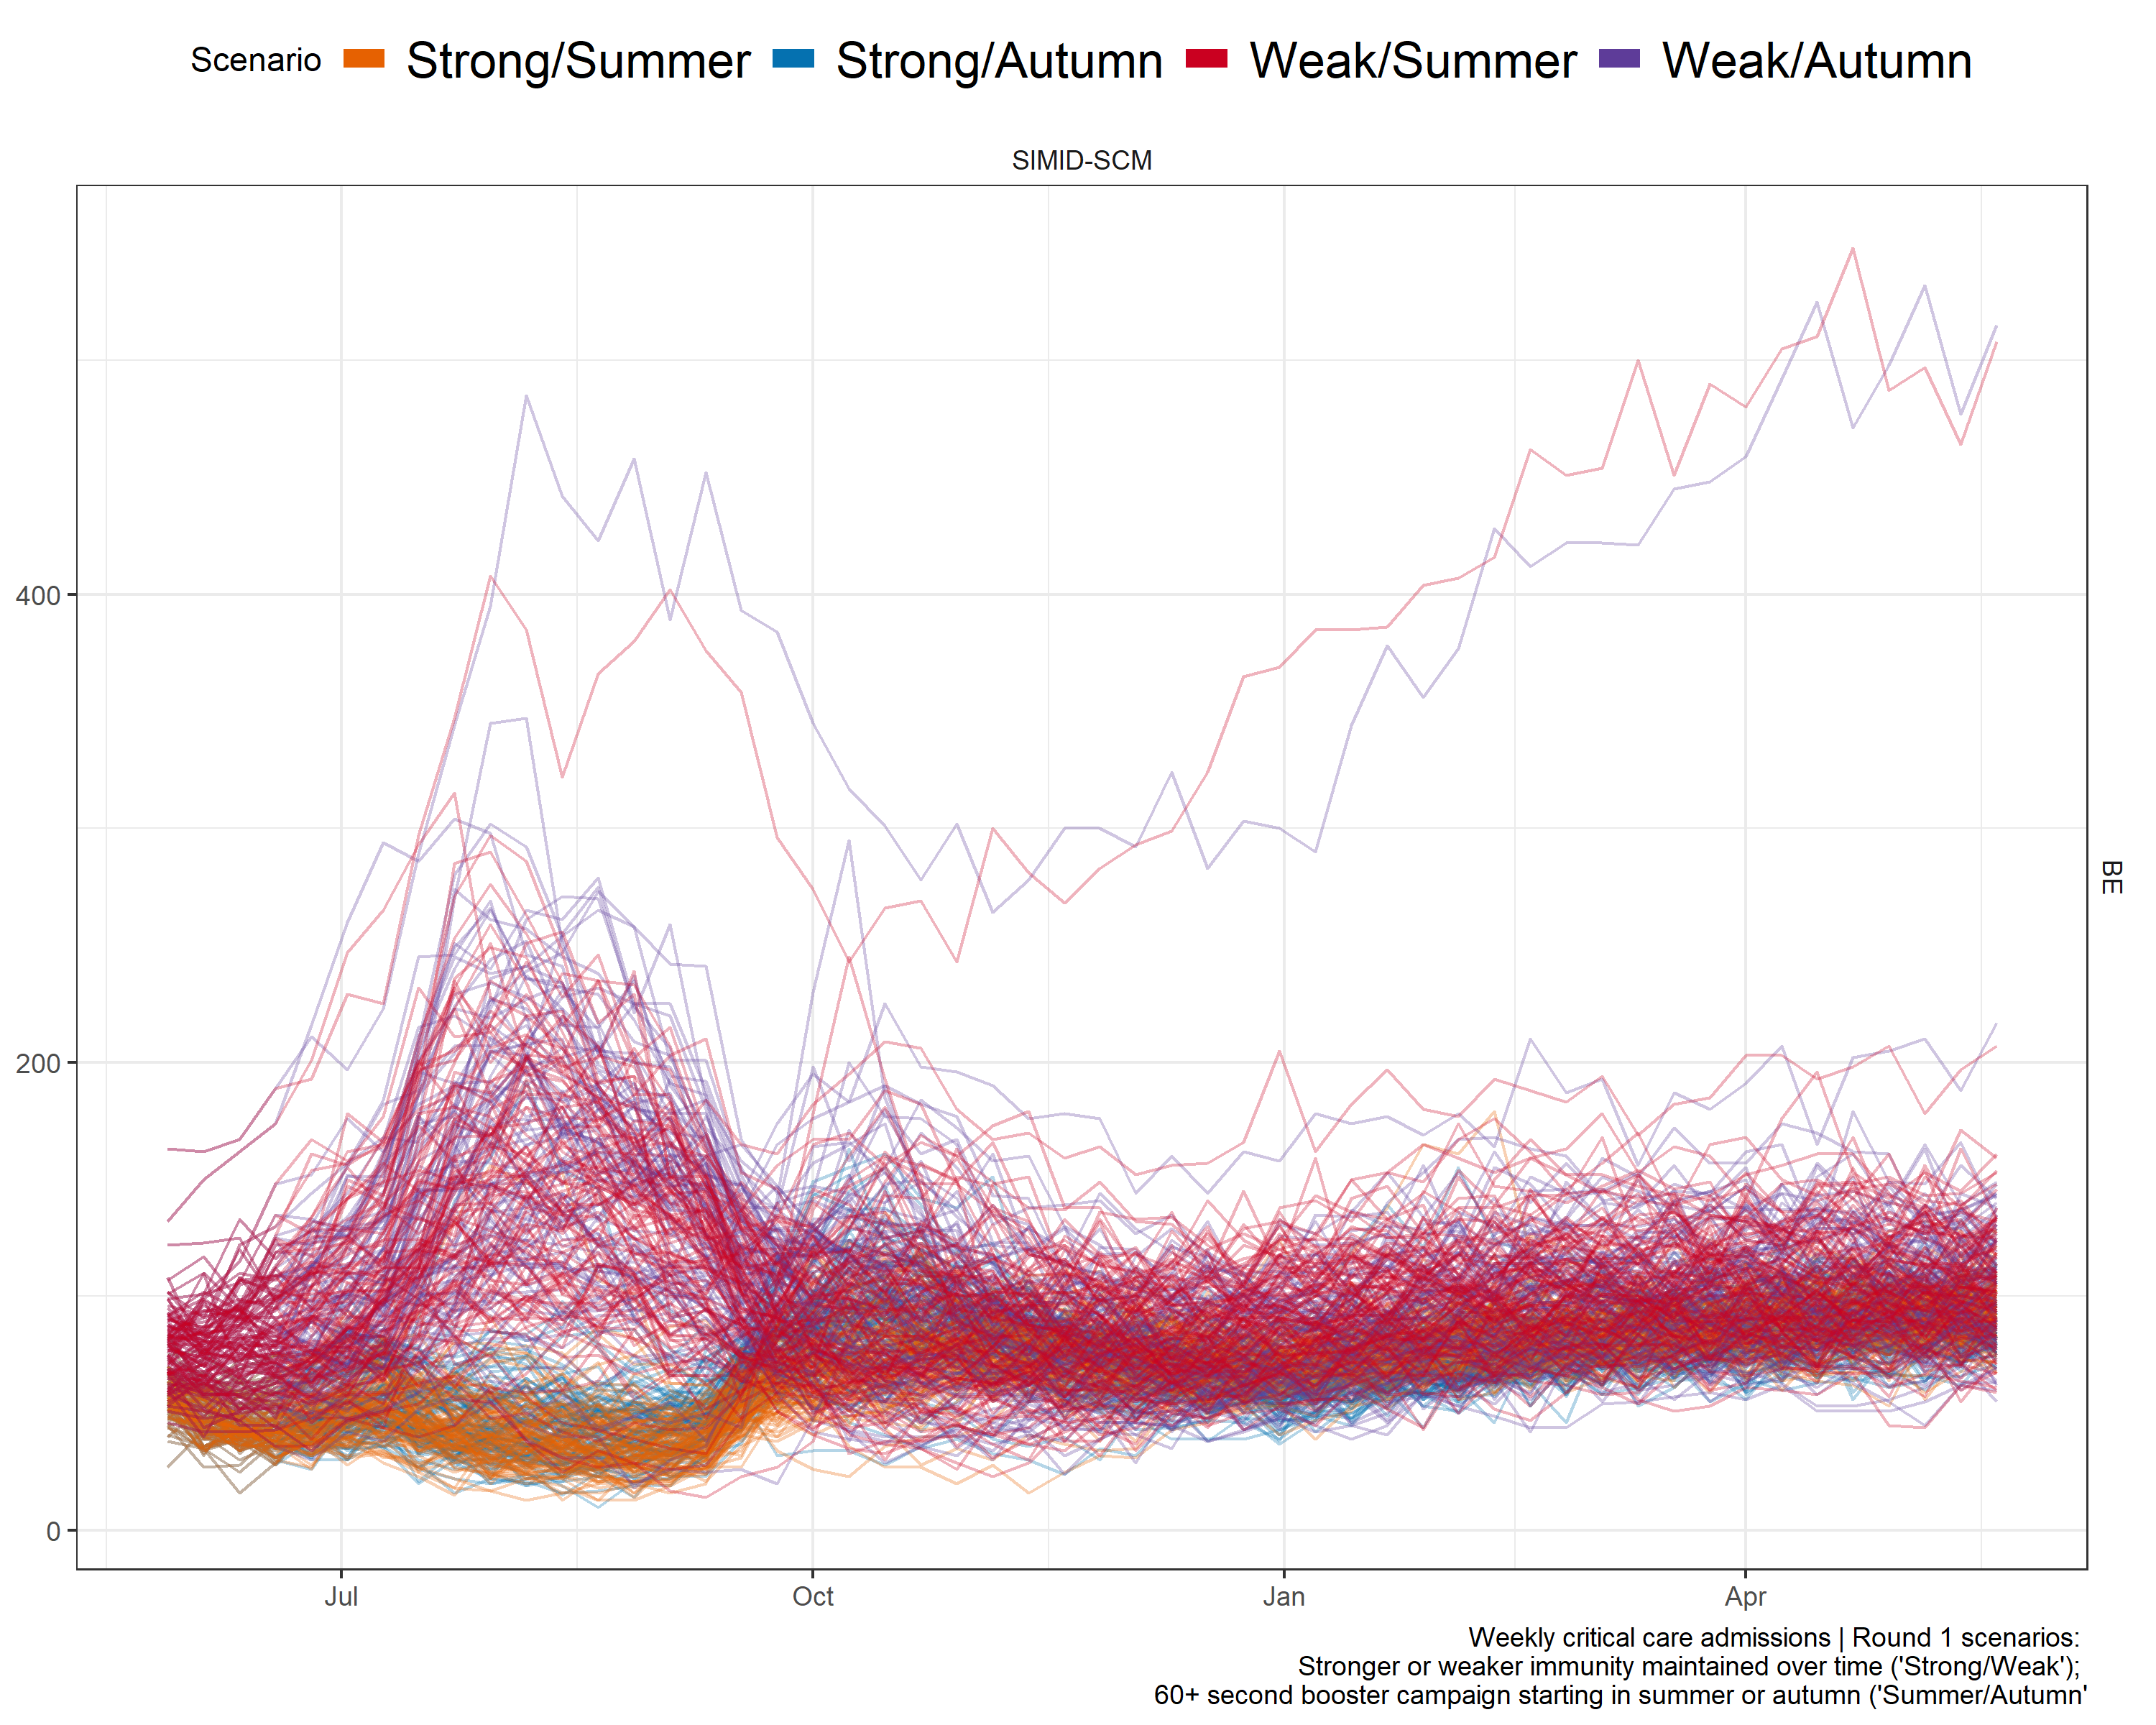 Scenario Strong/Summer Strong/Autumn Weak/Summer Weak/Autumn
SIMID-SCM
400
200
0
BE
Jul Oct Jan Apr
Weekly critical care admissions | Round 1 scenarios:
Stronger or weaker immunity maintained over time ('Strong/Weak');
60+ second booster campaign starting in summer or autumn ('Summer/Autumn'